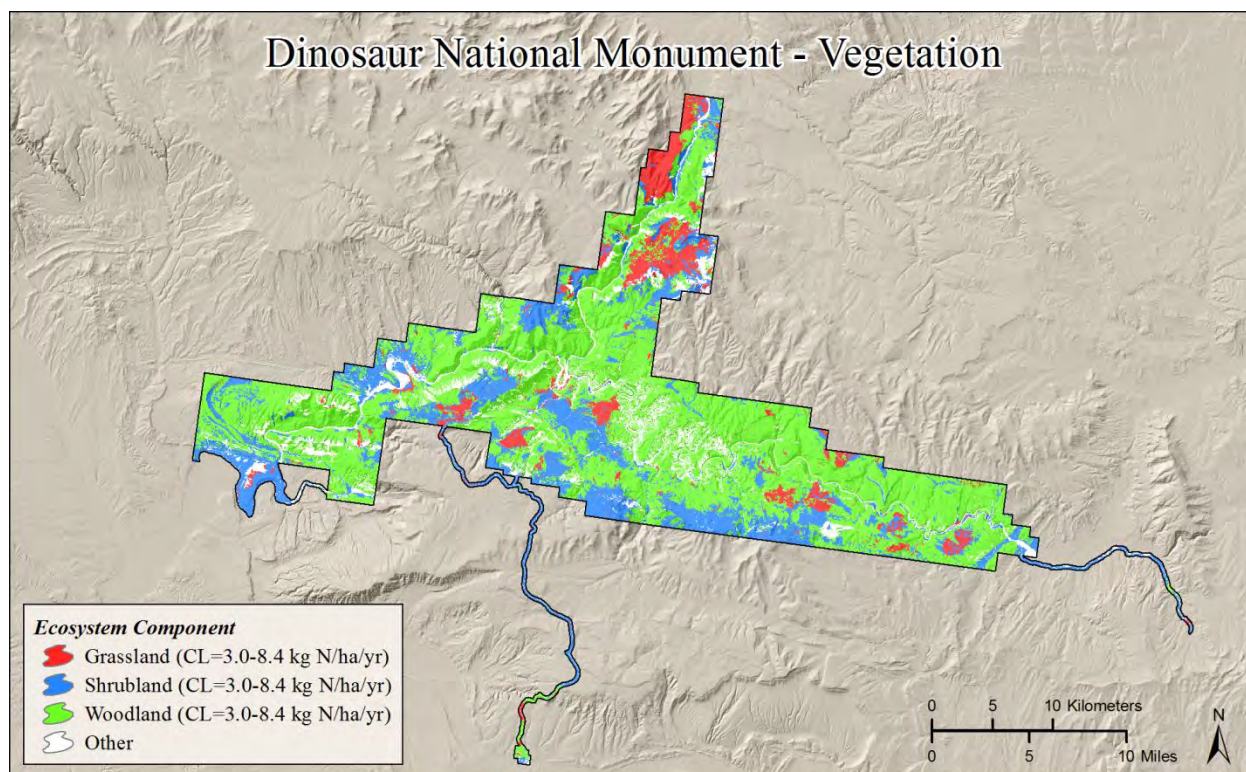 Dinosaur National Monument - Vegetation
Ecosystem Component
Grassland (CL=3.0-8.4 kg N/ha/yr)
Shrubland (CL=3.0-8.4 kg N/ha/yr)
Woodland (CL=3.0-8.4 kg N/ha/yr)
Other
0 5 10 Kilometers
0 5 10 Miles
N